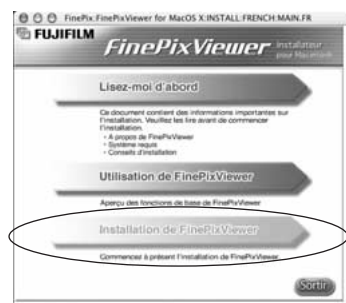 FinePix:FinePixViewer for MacOS X:INSTALL:FRENCH:MAIN.FR
FUJIFILM
FinePixViewer Installateur
pour Macintosh
Lisez-moi d'abord
Ce document contient des informations importantes sur
l'installation. Veuillez les lire avant de commencer
l'installation.
- A propos de FinePixViewer
- Système requis
- Conseils d'installation
Utilisation de FinePixViewer
Aperçu des fonctions de base de FinePixViewer.
Installation de FinePixViewer
Commencez à présent l'installation de FinePixViewer.
Sortir